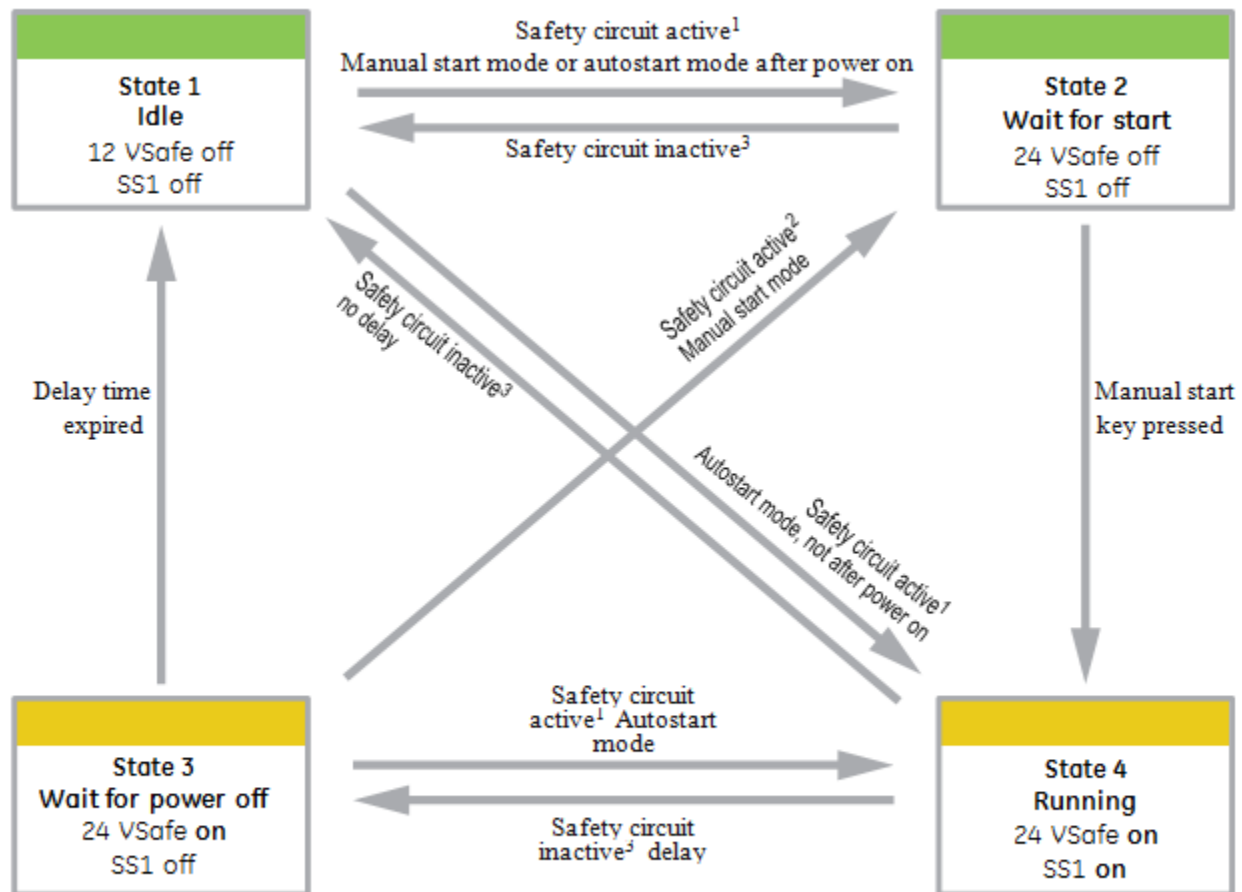 State 1
Idle
12 VSafe off
SS1 off
Safety circuit active¹
Manual start mode or autostart mode after power on
Safety circuit inactive³
State 2
Wait for start
24 VSafe off
SS1 off
Safety circuit inactive³
no delay
Safety circuit active²
Manual start mode
Delay time
expired
Manual start
key pressed
Safety circuit active¹
Autostart mode, not after power on
State 3
Wait for power off
24 VSafe on
SS1 off
Safety circuit
active¹ Autostart
mode
Safety circuit
inactive³ delay
State 4
Running
24 VSafe on
SS1 on